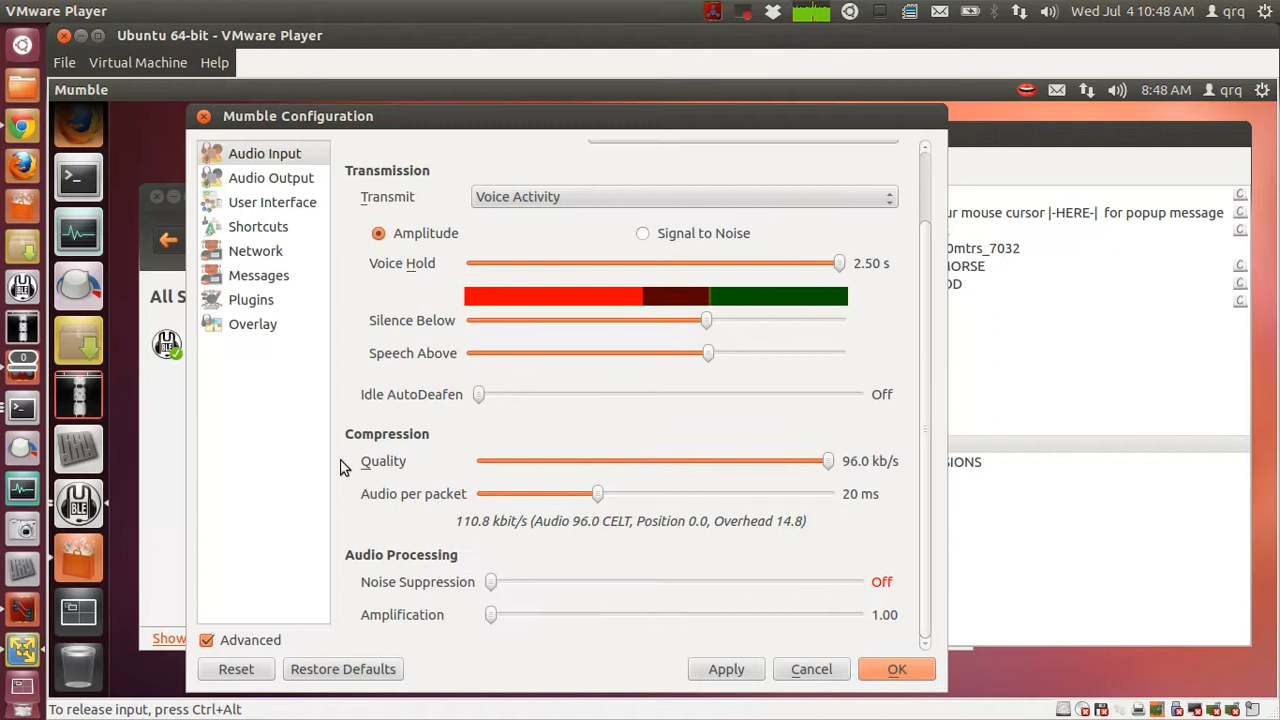 VMware Player
Wed Jul 4 10:48 AM
qrq
Ubuntu 64-bit - VMware Player
File Virtual Machine Help
Mumble
8:48 AM
qrq
Mumble Configuration
Audio Input
Audio Output
User Interface
Shortcuts
Network
Messages
Plugins
Overlay
Transmission
Transmit Voice Activity
Amplitude Signal to Noise
Voice Hold 2.50 s
Silence Below
Speech Above
Idle AutoDeafen Off
Compression
Quality 96.0 kb/s
Audio per packet 20 ms
110.8 kbit/s (Audio 96.0 CELT, Position 0.0, Overhead 14.8)
Audio Processing
Noise Suppression Off
Amplification 1.00
Advanced
Reset Restore Defaults Apply Cancel OK
All S
Show
ur mouse cursor |-HERE-| for popup message
0mtrs_7032
MORSE
OD
SIONS
C
C
C
C
C
0
BLE
To release input, press Ctrl+Alt